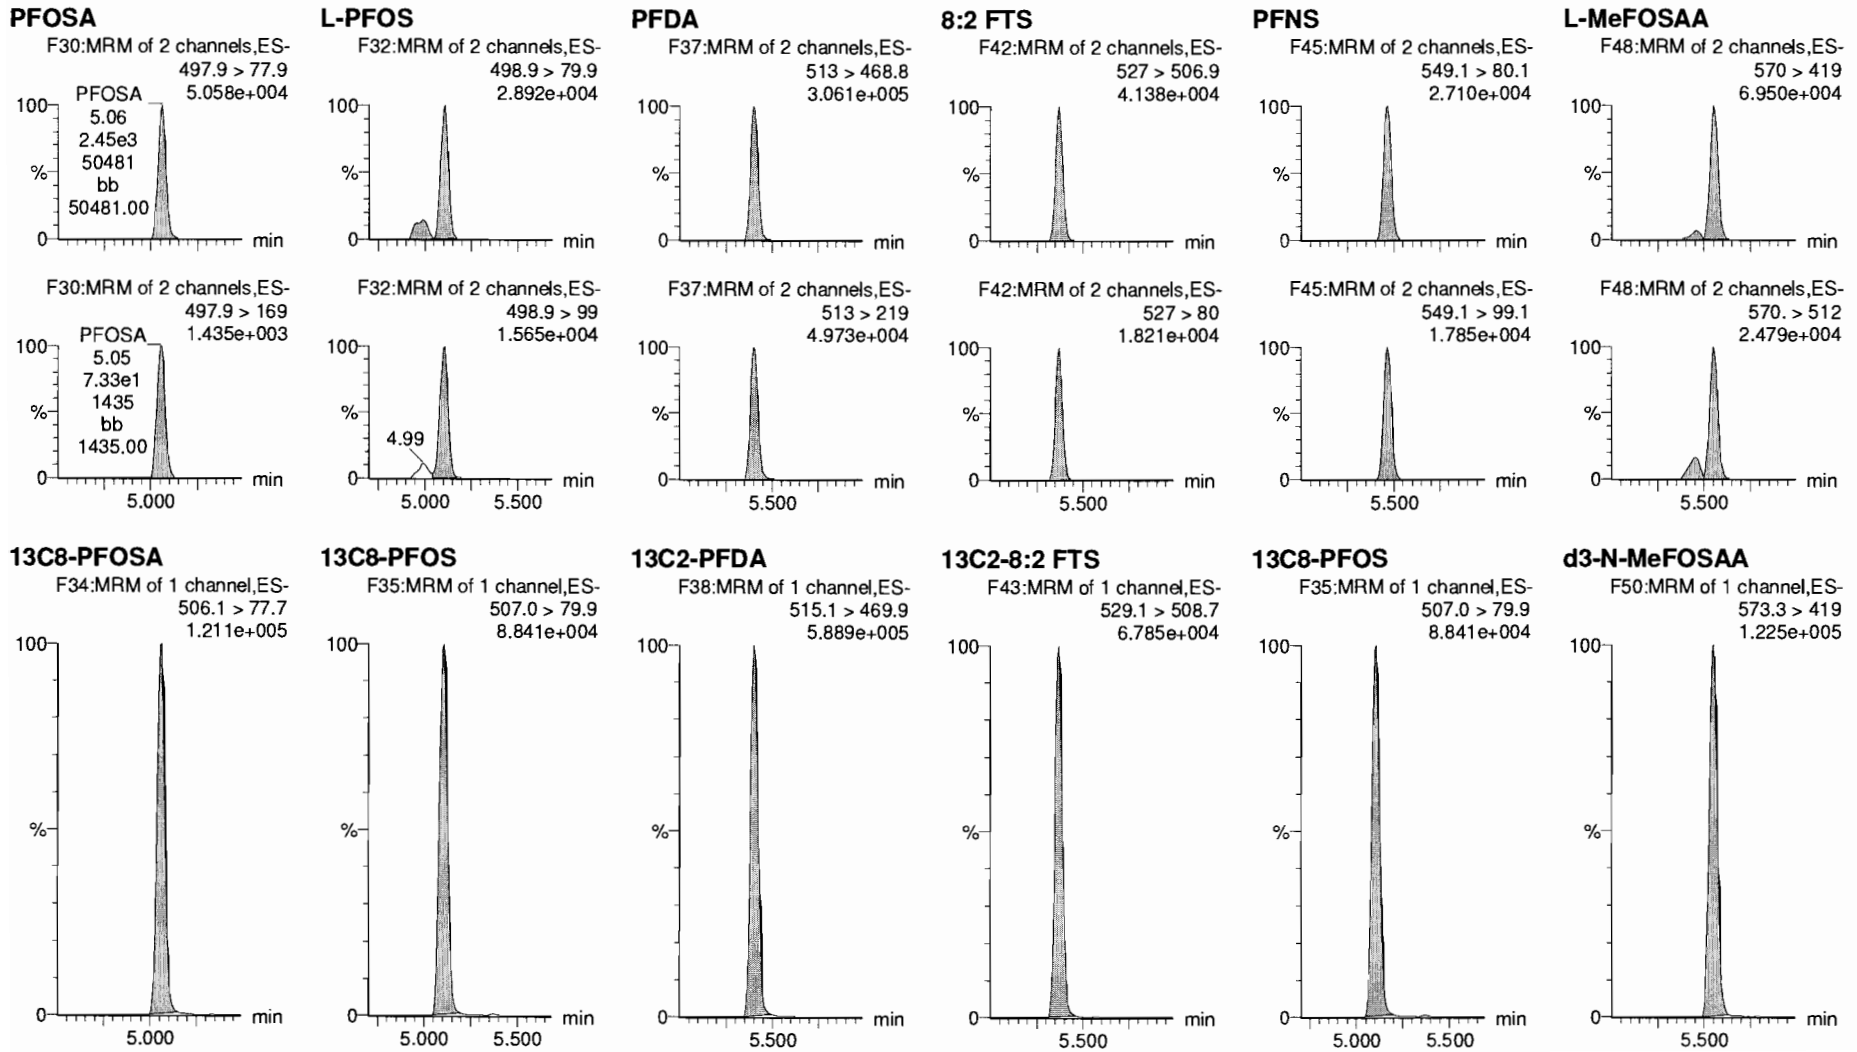 PFOSA
F30:MRM of 2 channels,ES-
497.9 > 77.9
5.058e+004
PFOSA
5.06
2.45e3
50481
bb
50481.00
100
%
0
min
F30:MRM of 2 channels,ES-
497.9 > 169
1.435e+003
PFOSA
5.05
7.33e1
1435
bb
1435.00
100
%
0
min
5.000
13C8-PFOSA
F34:MRM of 1 channel,ES-
506.1 > 77.7
1.211e+005
100
%
0
min
5.000
L-PFOS
F32:MRM of 2 channels,ES-
498.9 > 79.9
2.892e+004
100
%
0
min
F32:MRM of 2 channels,ES-
498.9 > 99
1.565e+004
100
%
4.99
0
min
5.000 5.500
13C8-PFOS
F35:MRM of 1 channel,ES-
507.0 > 79.9
8.841e+004
100
%
0
min
5.000 5.500
PFDA
F37:MRM of 2 channels,ES-
513 > 468.8
3.061e+005
100
%
0
min
F37:MRM of 2 channels,ES-
513 > 219
4.973e+004
100
%
0
min
5.500
13C2-PFDA
F38:MRM of 1 channel,ES-
515.1 > 469.9
5.889e+005
100
%
0
min
5.500
8:2 FTS
F42:MRM of 2 channels,ES-
527 > 506.9
4.138e+004
100
%
0
min
F42:MRM of 2 channels,ES-
527 > 80
1.821e+004
100
%
0
min
5.500
13C2-8:2 FTS
F43:MRM of 1 channel,ES-
529.1 > 508.7
6.785e+004
100
%
0
min
5.500
PFNS
F45:MRM of 2 channels,ES-
549.1 > 80.1
2.710e+004
100
%
0
min
F45:MRM of 2 channels,ES-
549.1 > 99.1
1.785e+004
100
%
0
min
5.500
13C8-PFOS
F35:MRM of 1 channel,ES-
507.0 > 79.9
8.841e+004
100
%
0
min
5.000 5.500
L-MeFOSAA
F48:MRM of 2 channels,ES-
570 > 419
6.950e+004
100
%
0
min
F48:MRM of 2 channels,ES-
570. > 512
2.479e+004
100
%
0
min
5.500
d3-N-MeFOSAA
F50:MRM of 1 channel,ES-
573.3 > 419
1.225e+005
100
%
0
min
5.500